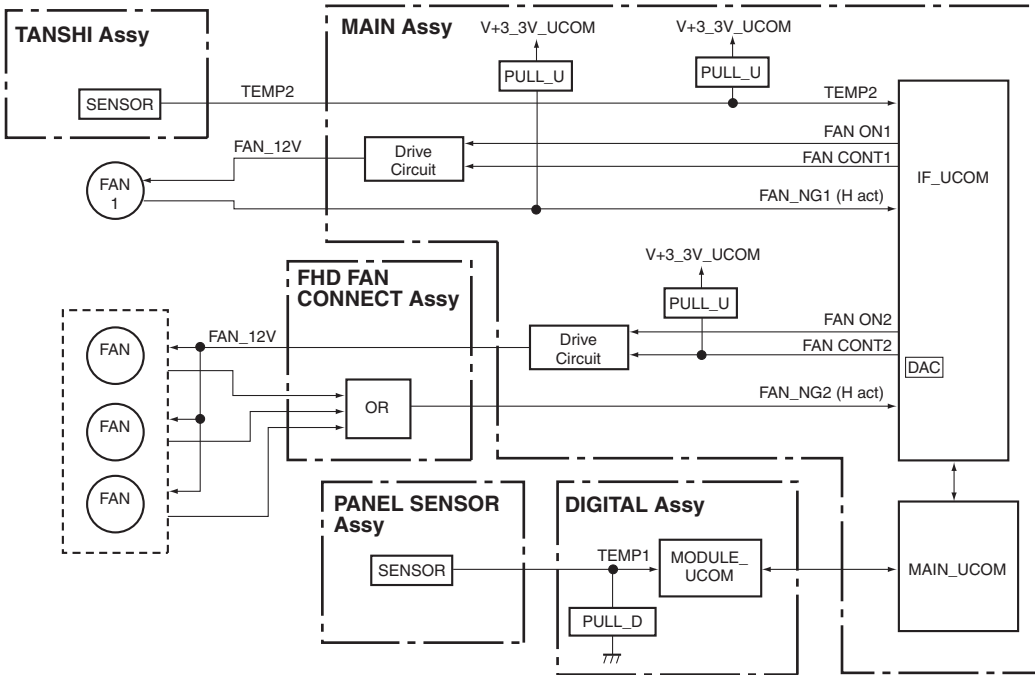 TANSHI Assy
SENSOR
TEMP2
MAIN Assy
V+3_3V_UCOM
PULL_U
V+3_3V_UCOM
PULL_U
TEMP2
FAN_12V
Drive
Circuit
FAN ON1
FAN CONT1
FAN
1
FAN_NG1 (H act)
IF_UCOM
FHD FAN
CONNECT Assy
V+3_3V_UCOM
PULL_U
FAN
FAN_12V
Drive
Circuit
FAN ON2
FAN CONT2
DAC
OR
FAN_NG2 (H act)
FAN
FAN
PANEL SENSOR
Assy
SENSOR
DIGITAL Assy
TEMP1
MODULE_
UCOM
PULL_D
MAIN_UCOM